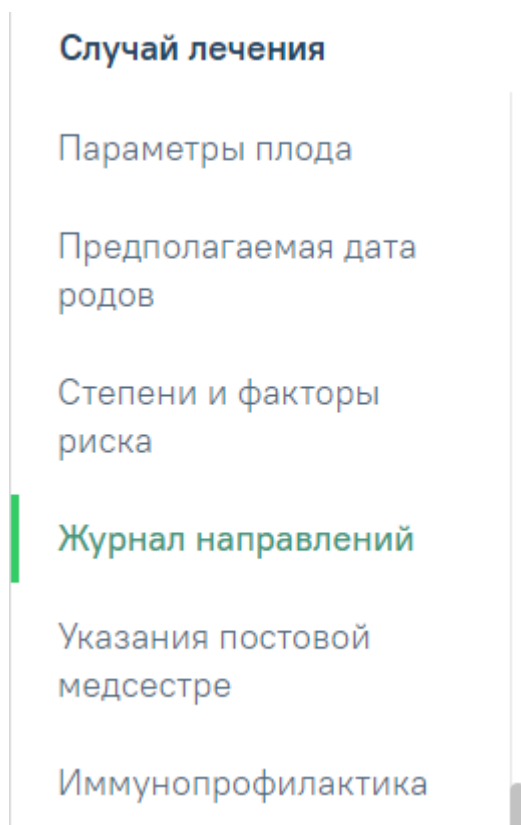 Случай лечения
Параметры плода
Предполагаемая дата
родов
Степени и факторы
риска
Журнал направлений
Указания постовой
медсестре
Иммунопрофилактика